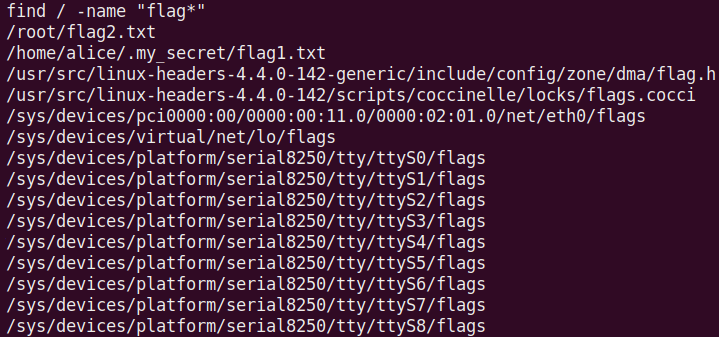 find / -name "flag*"
/root/flag2.txt
/home/alice/.my_secret/flag1.txt
/usr/src/linux-headers-4.4.0-142-generic/include/config/zone/dma/flag.h
/usr/src/linux-headers-4.4.0-142/scripts/coccinelle/locks/flags.cocci
/sys/devices/pci0000:00/0000:00:11.0/0000:02:01.0/net/eth0/flags
/sys/devices/virtual/net/lo/flags
/sys/devices/platform/serial8250/tty/ttyS0/flags
/sys/devices/platform/serial8250/tty/ttyS1/flags
/sys/devices/platform/serial8250/tty/ttyS2/flags
/sys/devices/platform/serial8250/tty/ttyS3/flags
/sys/devices/platform/serial8250/tty/ttyS4/flags
/sys/devices/platform/serial8250/tty/ttyS5/flags
/sys/devices/platform/serial8250/tty/ttyS6/flags
/sys/devices/platform/serial8250/tty/ttyS7/flags
/sys/devices/platform/serial8250/tty/ttyS8/flags